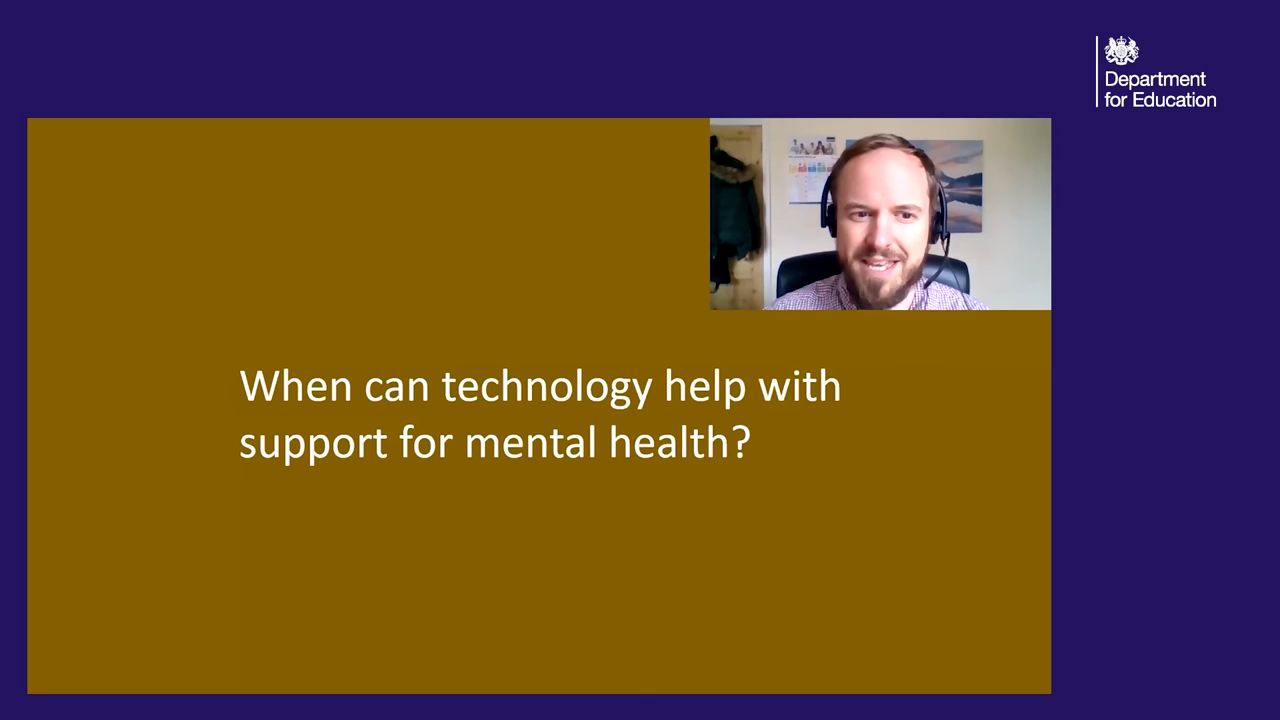 Department
for Education
When can technology help with
support for mental health?